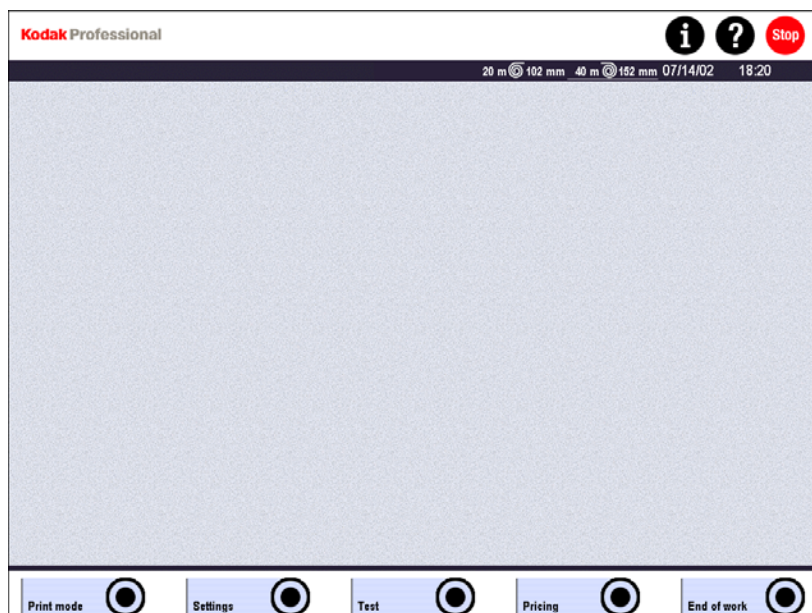 Kodak Professional
i ? Stop
20 m 102 mm 40 m 152 mm 07/14/02 18:20
Print mode Settings Test Pricing End of work